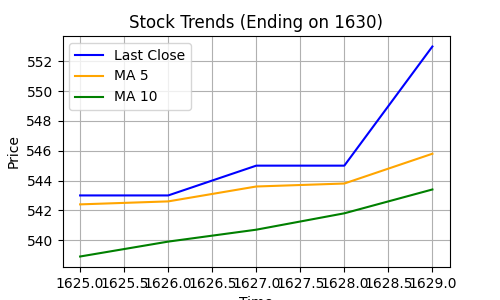 Stock Trends (Ending on 1630)
Last Close
MA 5
MA 10
Price
552
550
548
546
544
542
540
1625.0 1625.5 1626.0 1626.5 1627.0 1627.5 1628.0 1628.5 1629.0
Time